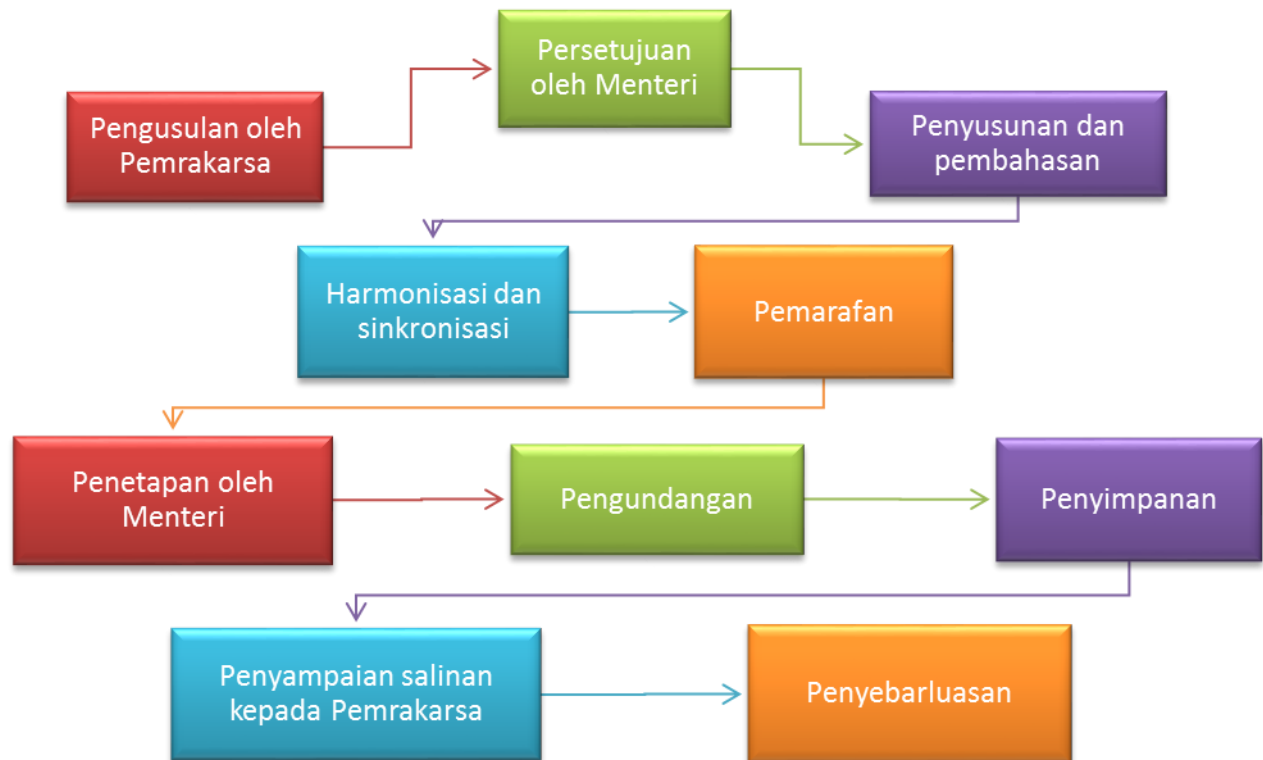 Pengusulan oleh
Pemrakarsa
Persetujuan
oleh Menteri
Penyusunan dan
pembahasan
Harmonisasi dan
sinkronisasi
Pemarafan
Penetapan oleh
Menteri
Pengundangan
Penyimpanan
Penyampaian salinan
kepada Pemrakarsa
Penyebarluasan